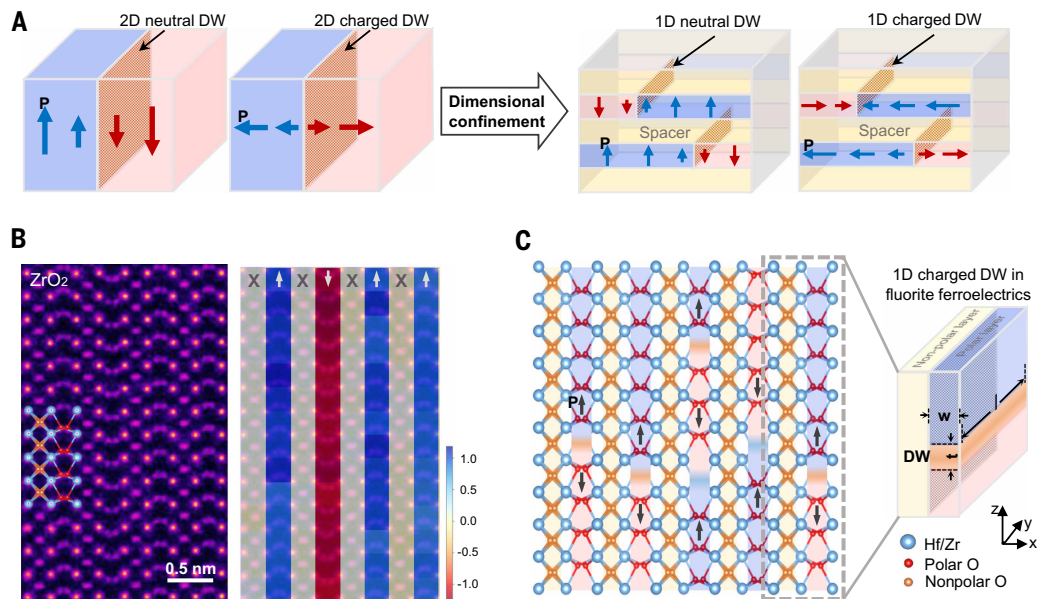 A
2D neutral DW
2D charged DW
P
P
Dimensional
confinement
1D neutral DW
1D charged DW
Spacer
P
Spacer
P
B
ZrO2
0.5 nm
X X X X
1.0
0.5
0.0
-0.5
-1.0
C
P
1D charged DW in
fluorite ferroelectrics
Non-polar layer
Polar layer
w
l
DW
t
z
y
x
Hf/Zr
Polar O
Nonpolar O